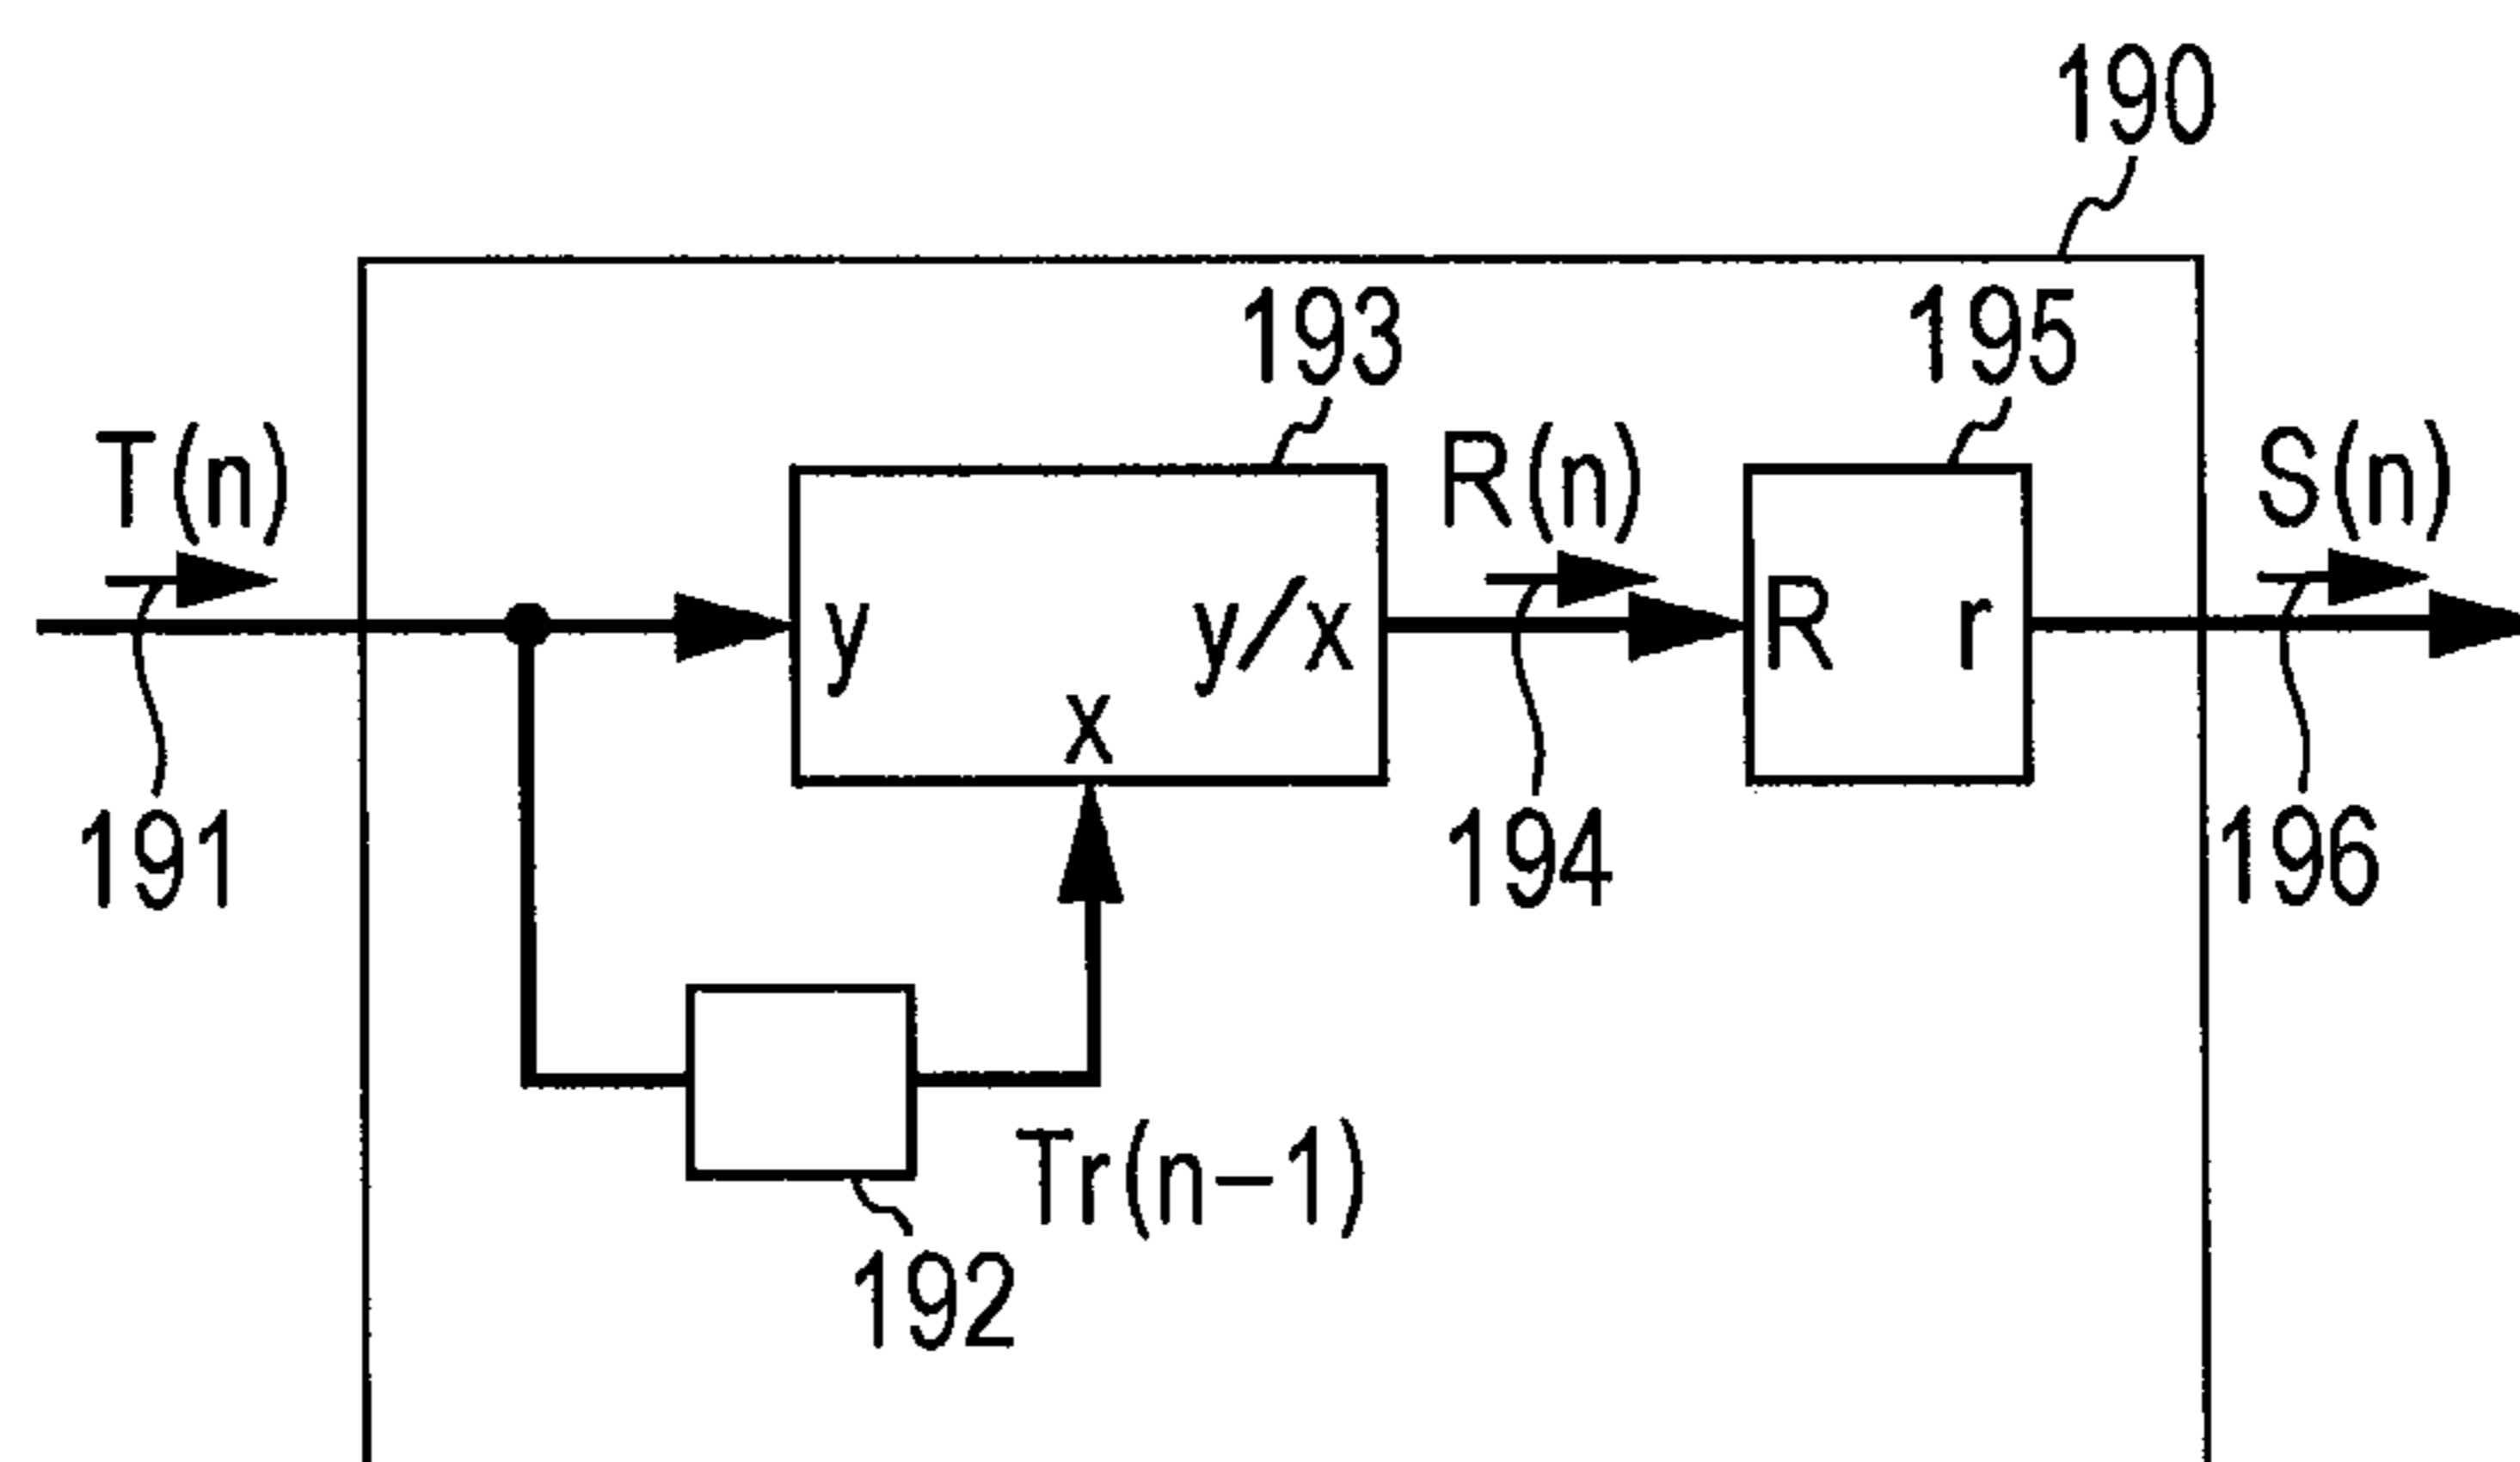 190
193
195
T(n)
R(n)
S(n)
y
y/x
R
r
x
191
194
196
Tr(n-1)
192